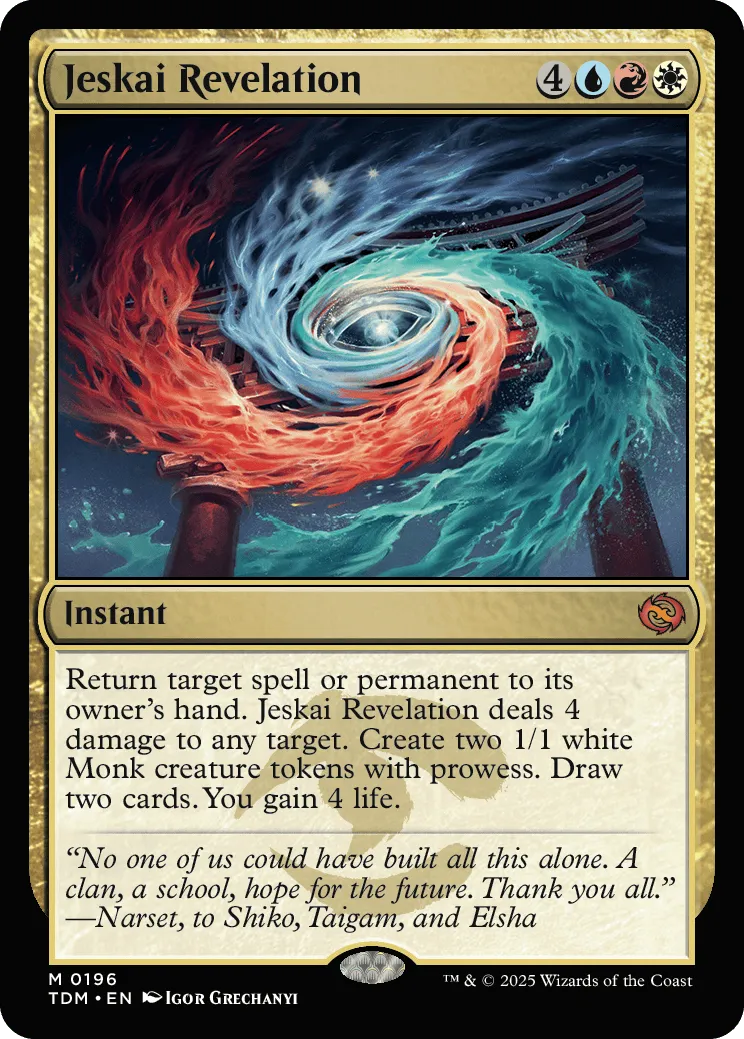 Jeskai Revelation 4
Instant
Return target spell or permanent to its
owner's hand. Jeskai Revelation deals 4
damage to any target. Create two 1/1 white
Monk creature tokens with prowess. Draw
two cards. You gain 4 life.
“No one of us could have built all this alone. A
clan, a school, hope for the future. Thank you all.”
—Narset, to Shiko, Taigam, and Elsha
M 0196
TDM • EN Igor Grechanyi
™ & © 2025 Wizards of the Coast